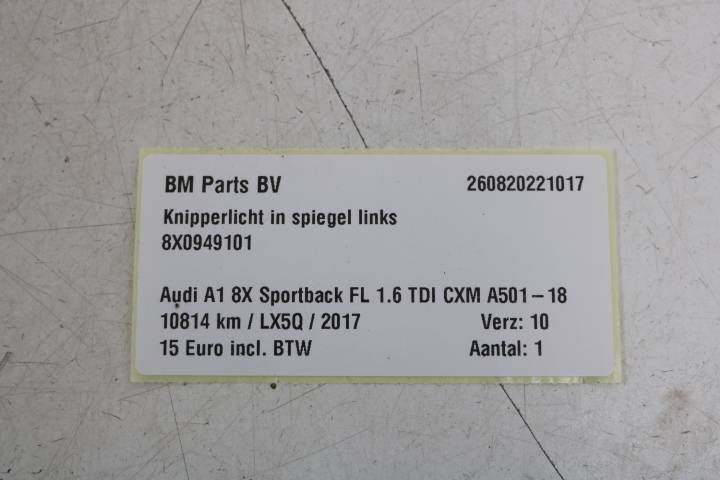 BM Parts BV 260820221017
Knipperlicht in spiegel links
8X0949101
Audi A1 8X Sportback FL 1.6 TDI CXM A501-18
10814 km / LX5Q / 2017 Verz: 10
15 Euro incl. BTW Aantal: 1